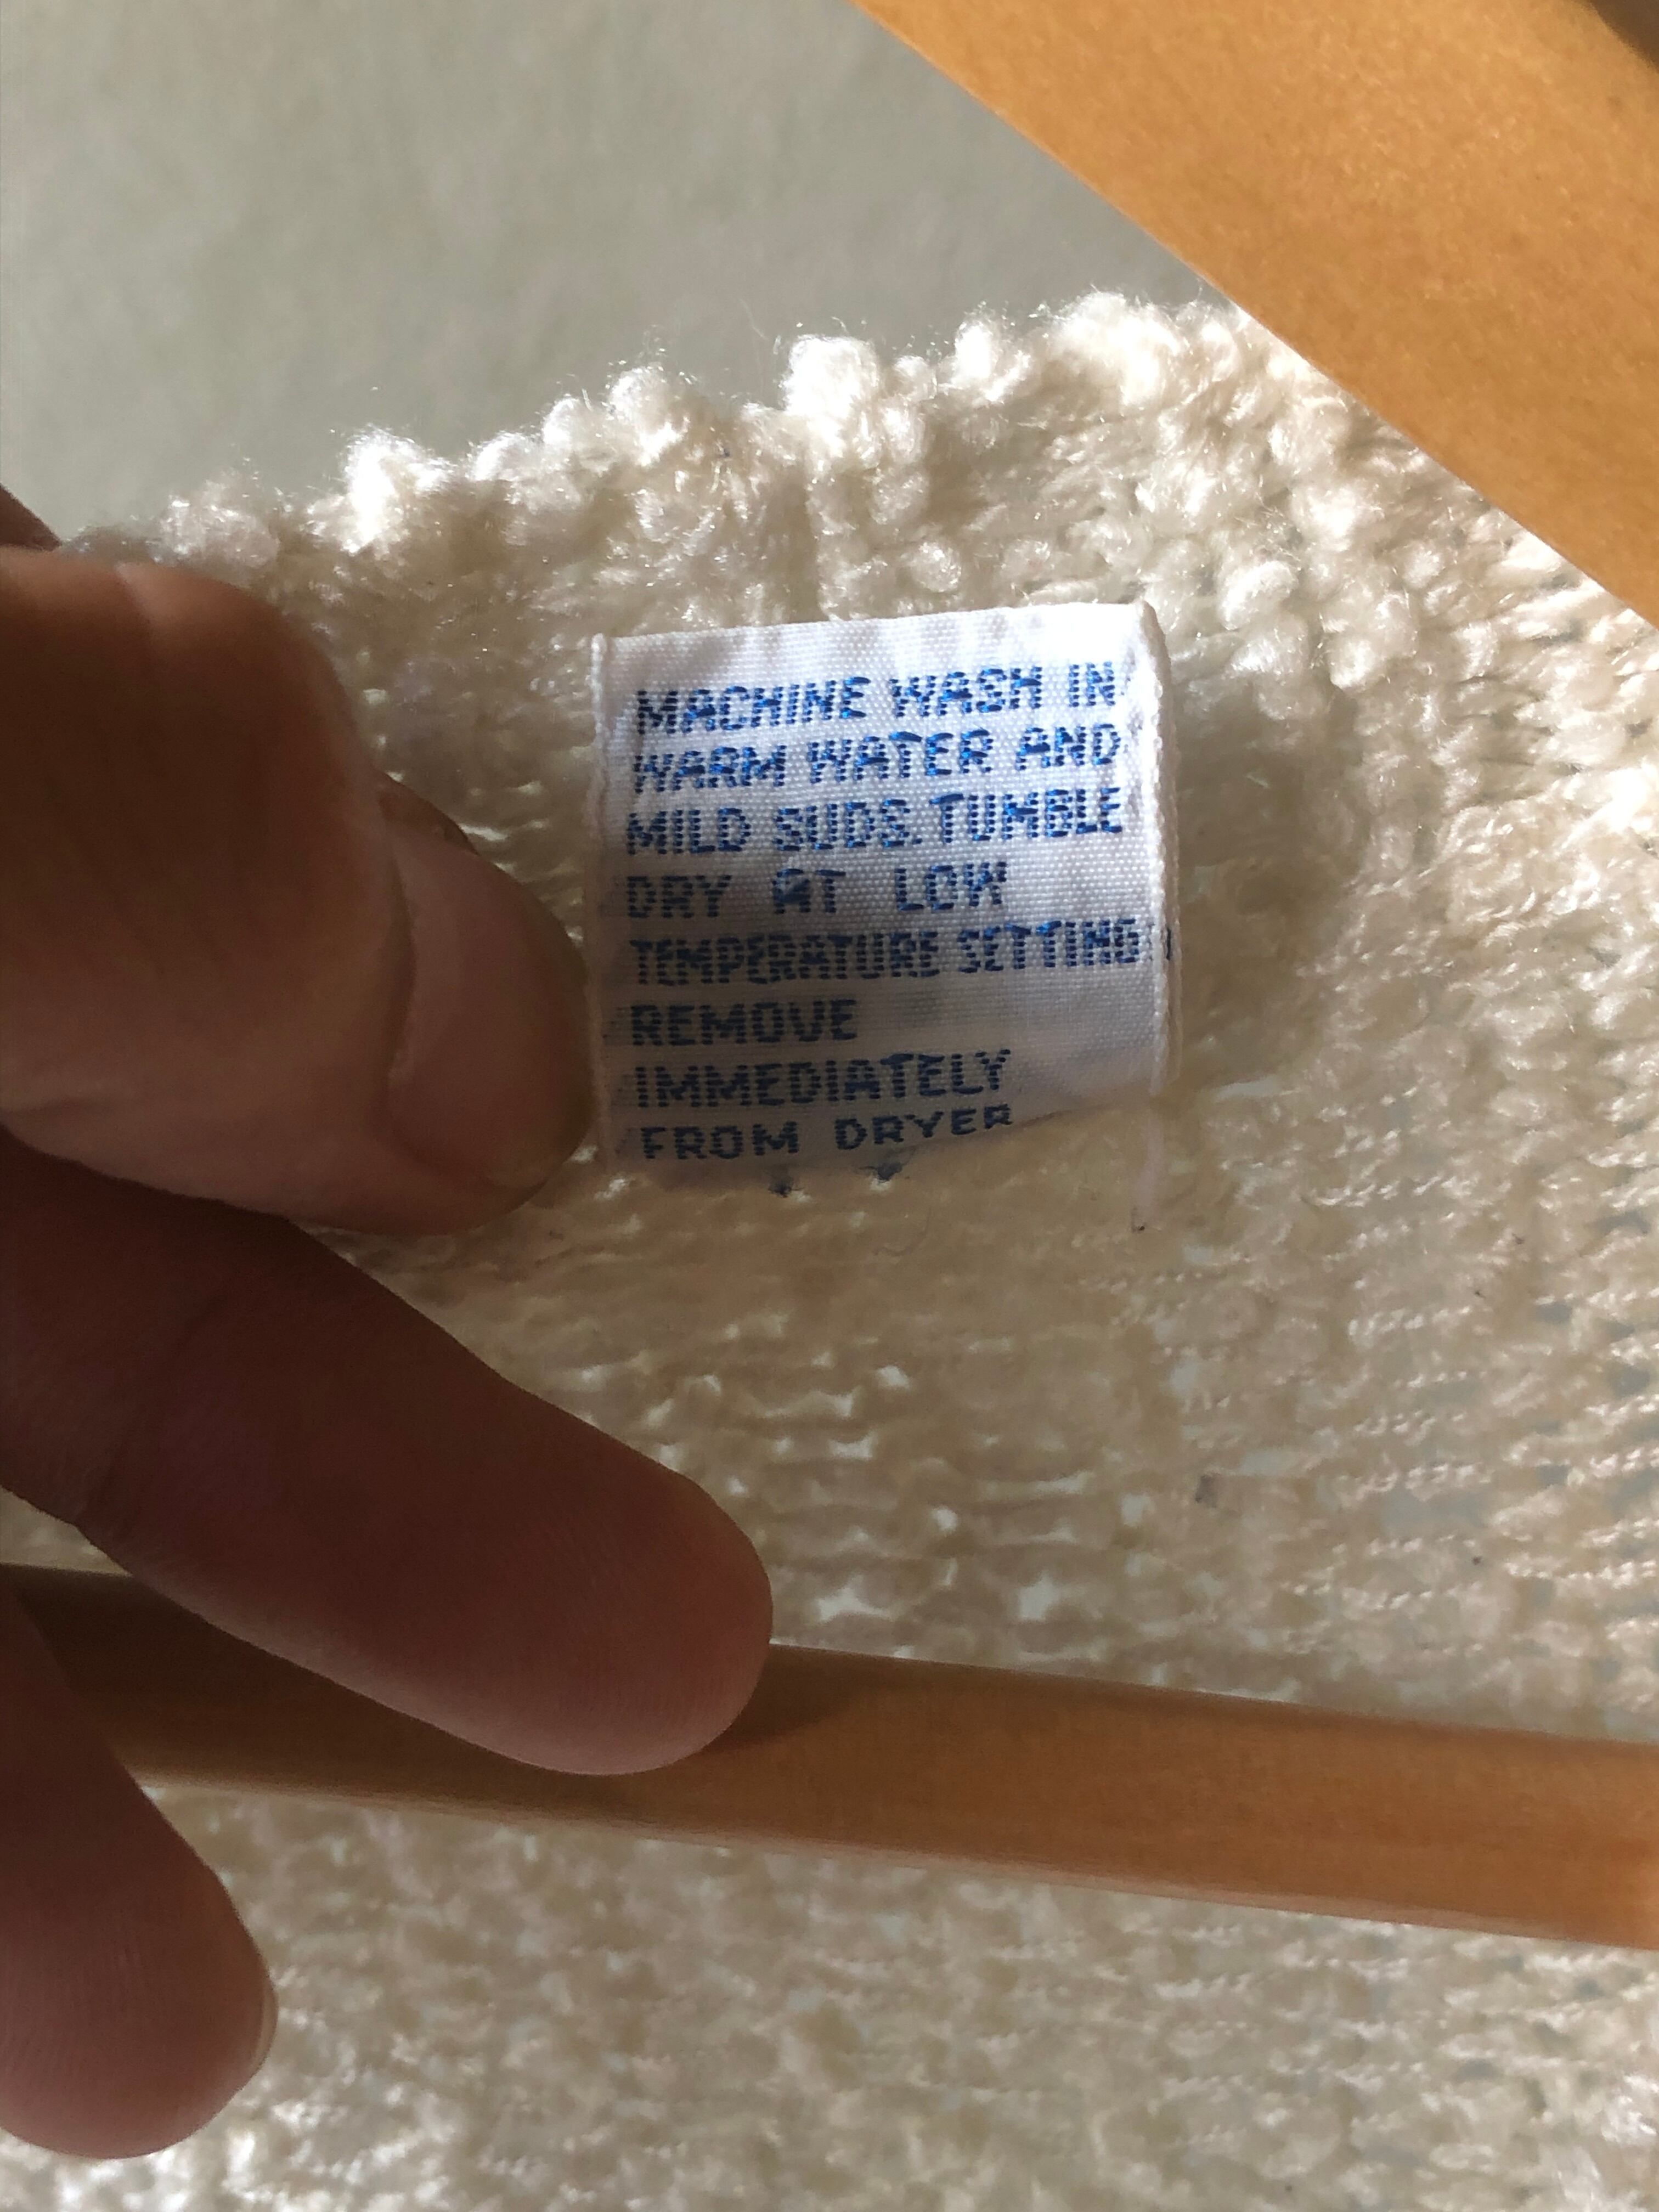 MACHINE WASH IN
WARM WATER AND
MILD SUDS. TUMBLE
DRY AT LOW
TEMPERATURE SETTING
REMOVE
IMMEDIATELY
FROM DRYER